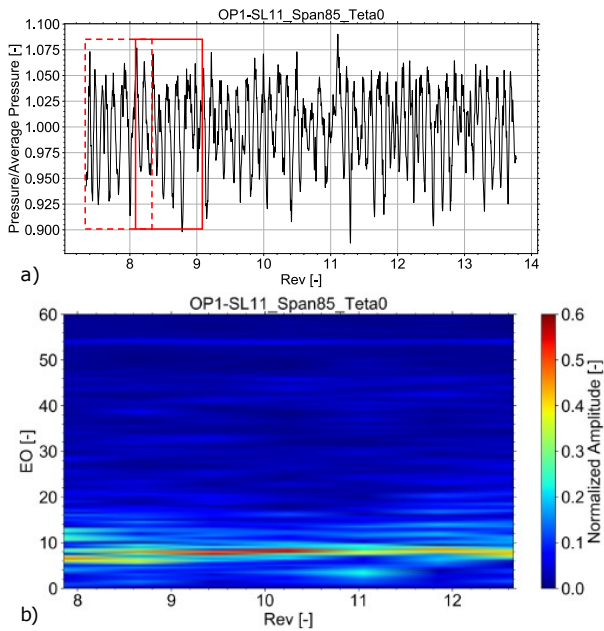 OP1-SL11_Span85_Teta0
Pressure/Average Pressure [-]
1.100
1.075
1.050
1.025
1.000
0.975
0.950
0.925
0.900
8 9 10 11 12 13 14
Rev [-]
a)
OP1-SL11_Span85_Teta0
EO [-]
60
50
40
30
20
10
0
8 9 10 11 12
Rev [-]
0.6
0.5
0.4
0.3
0.2
0.1
0.0
Normalized Amplitude [-]
b)